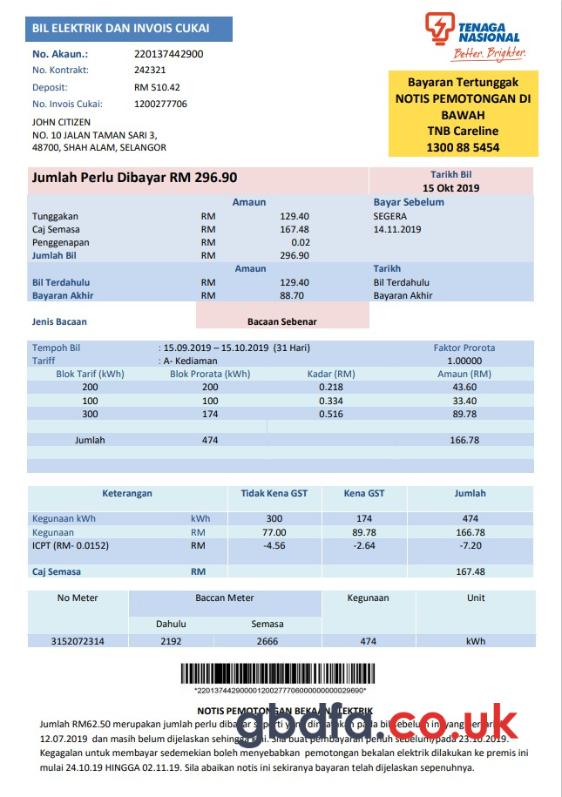 BIL ELEKTRIK DAN INVOIS CUKAI
TENAGA NASIONAL
Better. Brighter.
No. Akaun.: 220137442900
No. Kontrakt: 242321
Deposit: RM 510.42
No. Invois Cukai: 1200277706
JOHN CITIZEN
NO. 10 JALAN TAMAN SARI 3,
48700, SHAH ALAM, SELANGOR
Bayaran Tertunggak
NOTIS PEMOTONGAN DI
BAWAH
TNB Careline
1300 88 5454
Jumlah Perlu Dibayar RM 296.90
Tarikh Bil
15 Okt 2019
Amaun Bayar Sebelum
Tunggakan RM 129.40 SEGERA
Caj Semasa RM 167.48 14.11.2019
Penggenapan RM 0.02
Jumlah Bil RM 296.90
Amaun Tarikh
Bil Terdahulu RM 129.40 Bil Terdahulu
Bayaran Akhir RM 88.70 Bayaran Akhir
Jenis Bacaan Bacaan Sebenar
Tempoh Bil : 15.09.2019 – 15.10.2019 (31 Hari) Faktor Prorota
Tariff : A- Kediaman 1.00000
Blok Tarif (kWh) Blok Prorata (kWh) Kadar (RM) Amaun (RM)
200 200 0.218 43.60
100 100 0.334 33.40
300 174 0.516 89.78
Jumlah 474 166.78
Keterangan Tidak Kena GST Kena GST Jumlah
Kegunaan kWh kWh 300 174 474
Kegunaan RM 77.00 89.78 166.78
ICPT (RM- 0.0152) RM -4.56 -2.64 -7.20
Caj Semasa RM 167.48
No Meter Baccan Meter Kegunaan Unit
Dahulu Semasa
3152072314 2192 2666 474 kWh
NOTIS PEMOTONGAN BEKAAN ELEKTRIK
gbdfa.co.uk
Jumlah RM62.50 merupakan jumlah perlu dibayar seperti pada bil sebelum ini
12.07.2019 dan masih belum dijelaskan sehingga Sila buat pembayaran penuh sebelum/pada 23.10.2019.
Kegagalan untuk membayar sedemekian boleh menyebabkan pemotongan bekalan elektrik dilakukan ke premis ini
mulai 24.10.19 HINGGA 02.11.19. Sila abaikan notis ini sekiranya bayaran telah dijelaskan sepenuhnya.